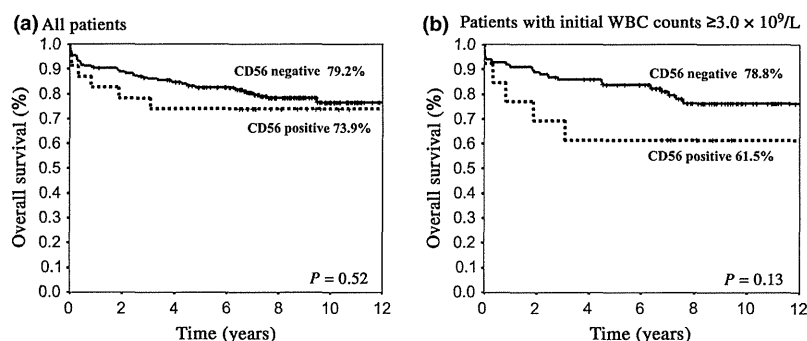 (a) All patients
Overall survival (%)
1.0
0.9
0.8
0.7
0.6
0.5
0.4
0.3
0.2
0.1
0.0
CD56 negative 79.2%
CD56 positive 73.9%
P = 0.52
0 2 4 6 8 10 12
Time (years)
(b) Patients with initial WBC counts ≥3.0 × 10⁹/L
Overall survival (%)
1.0
0.9
0.8
0.7
0.6
0.5
0.4
0.3
0.2
0.1
0.0
CD56 negative 78.8%
CD56 positive 61.5%
P = 0.13
0 2 4 6 8 10 12
Time (years)